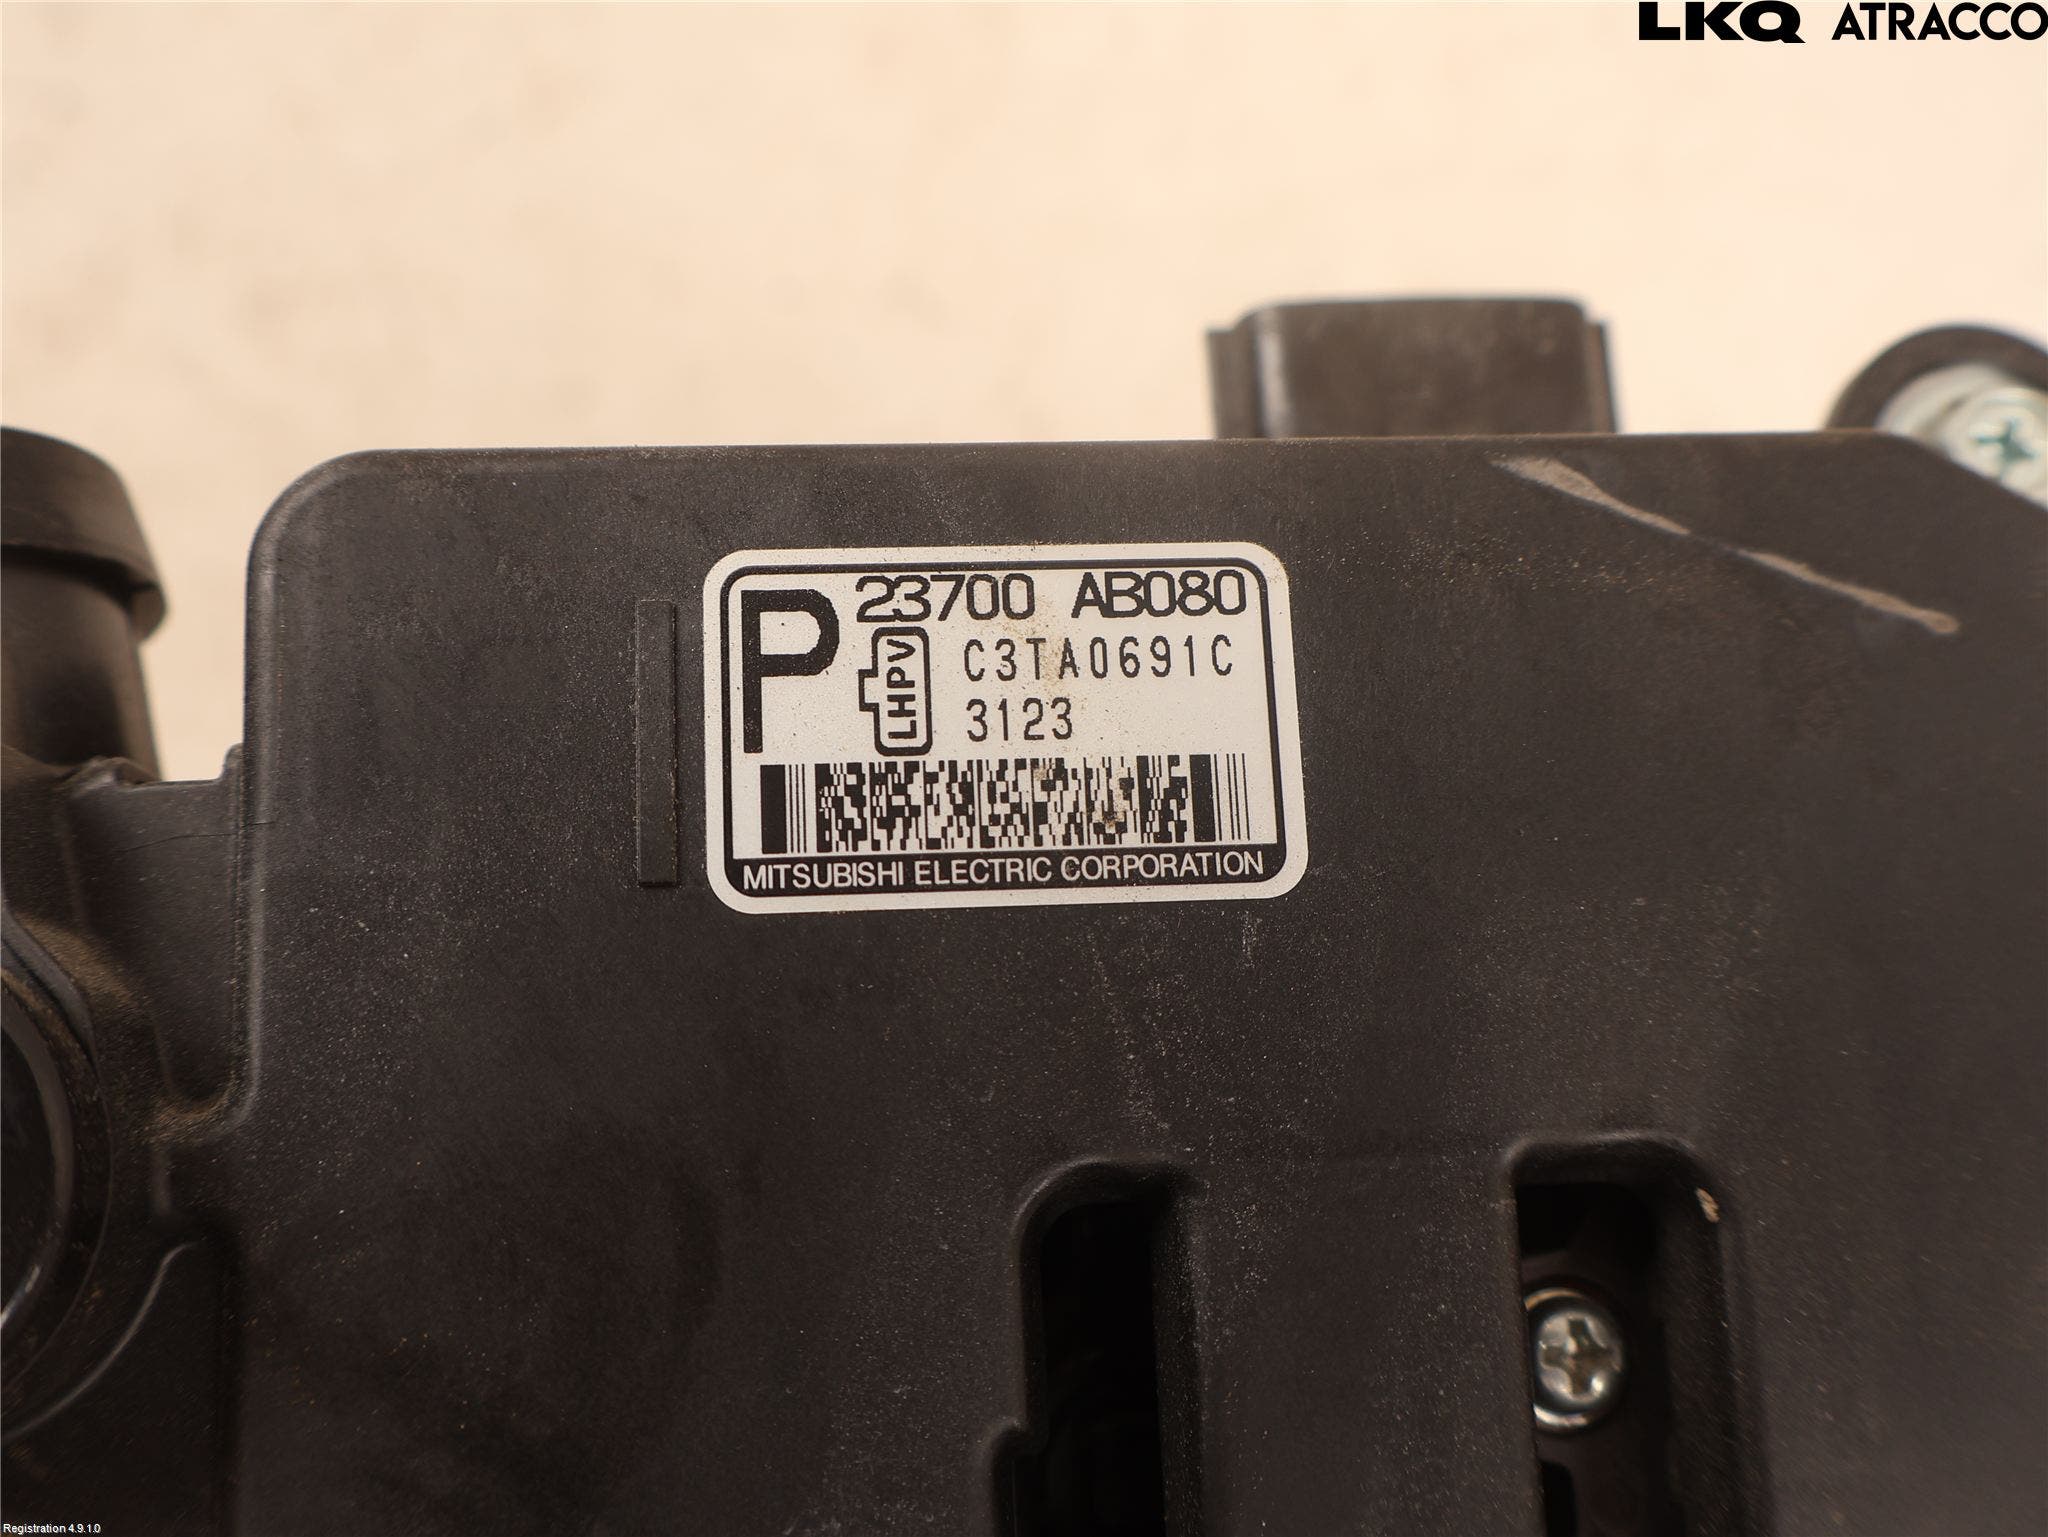 LKQ ATRACCO
P 23700 AB080
LHPV C3TA0691C
3123
MITSUBISHI ELECTRIC CORPORATION
Registration 4.9.1.0